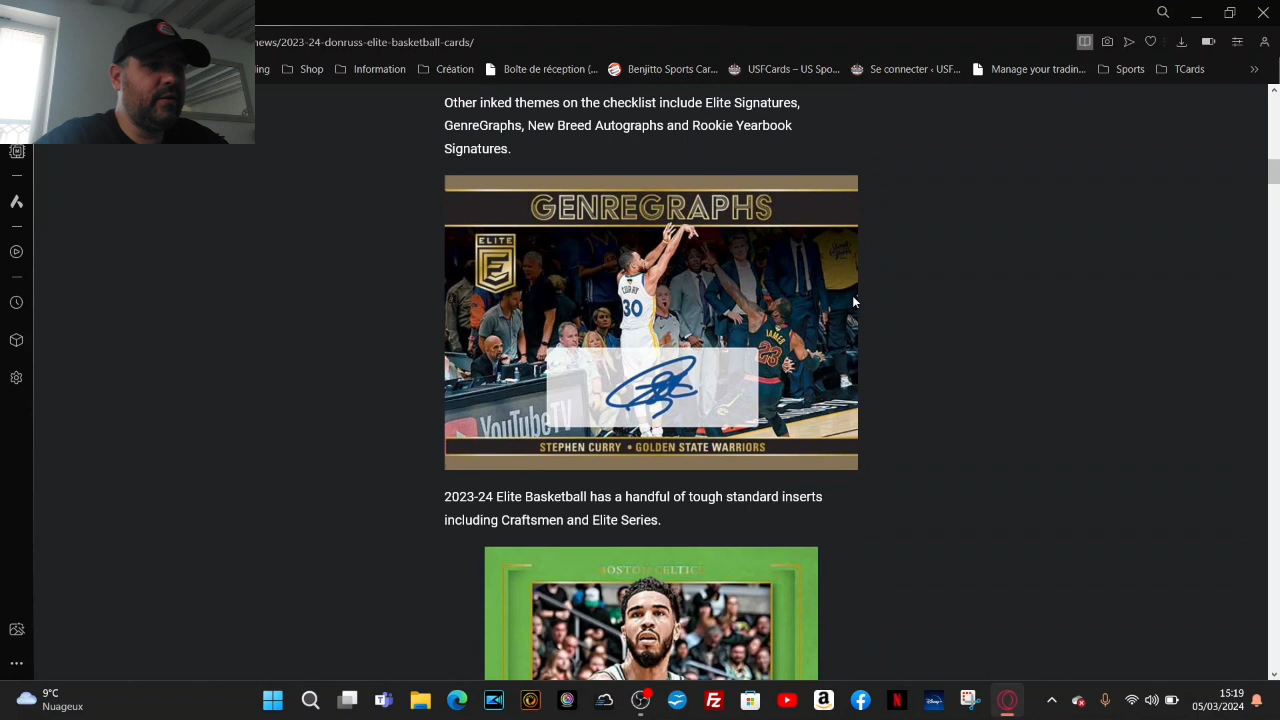 news/2023-24-donruss-elite-basketball-cards/
ing Shop Information Création Boîte de réception (... Benjitto Sports Car... USFCards – US Spo... Se connecter ‹ USF... Manage your tradin... Sports TCards
Other inked themes on the checklist include Elite Signatures,
GenreGraphs, New Breed Autographs and Rookie Yearbook
Signatures.
GENREGRAPHS
ELITE
E
CURRY
30
JAMES
23
YouTubeTV
STEPHEN CURRY • GOLDEN STATE WARRIORS
2023-24 Elite Basketball has a handful of tough standard inserts
including Craftsmen and Elite Series.
BOSTON CELTICS
9°C
Nuageux
15:19
05/03/2024